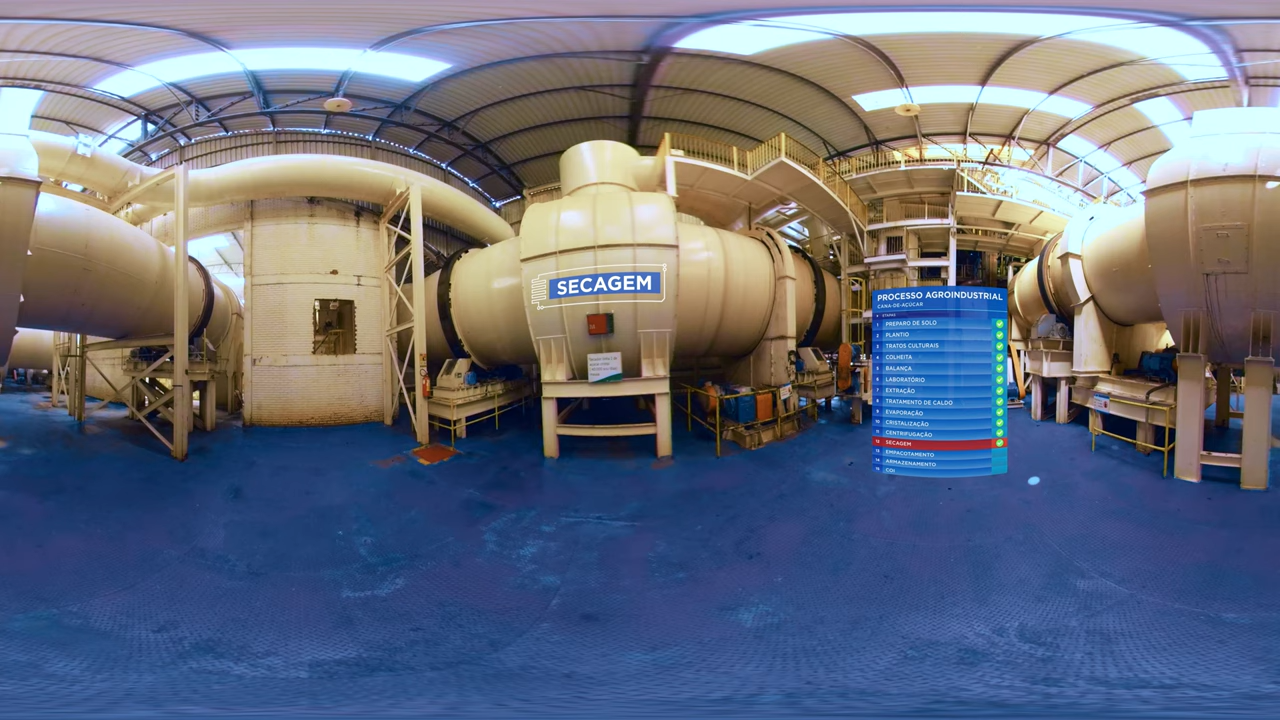 SECAGEM
PROCESSO AGROINDUSTRIAL
CANA-DE-AÇÚCAR
# ETAPAS
1 PREPARO DE SOLO
2 PLANTIO
3 TRATOS CULTURAIS
4 COLHEITA
5 BALANÇA
6 LABORATÓRIO
7 EXTRAÇÃO
8 TRATAMENTO DE CALDO
9 EVAPORAÇÃO
10 CRISTALIZAÇÃO
11 CENTRIFUGAÇÃO
12 SECAGEM
13 EMPACOTAMENTO
14 ARMAZENAMENTO
15 COI